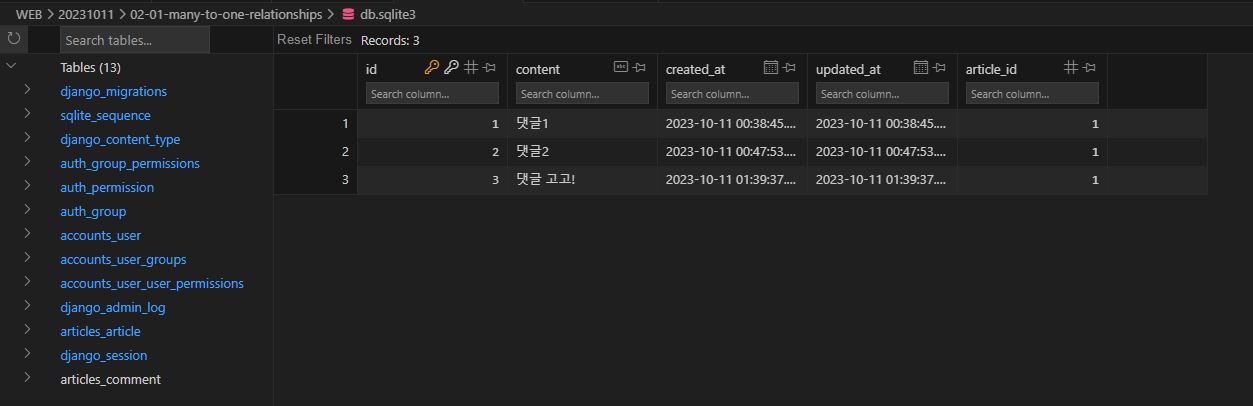 WEB > 20231011 > 02-01-many-to-one-relationships > db.sqlite3
Search tables...
Reset Filters Records: 3
Tables (13)
django_migrations
sqlite_sequence
django_content_type
auth_group_permissions
auth_permission
auth_group
accounts_user
accounts_user_groups
accounts_user_user_permissions
django_admin_log
articles_article
django_session
articles_comment
id content created_at updated_at article_id
Search column... Search column... Search column... Search column... Search column...
1 1 댓글1 2023-10-11 00:38:45.... 2023-10-11 00:38:45.... 1
2 2 댓글2 2023-10-11 00:47:53.... 2023-10-11 00:47:53.... 1
3 3 댓글 고고! 2023-10-11 01:39:37.... 2023-10-11 01:39:37.... 1